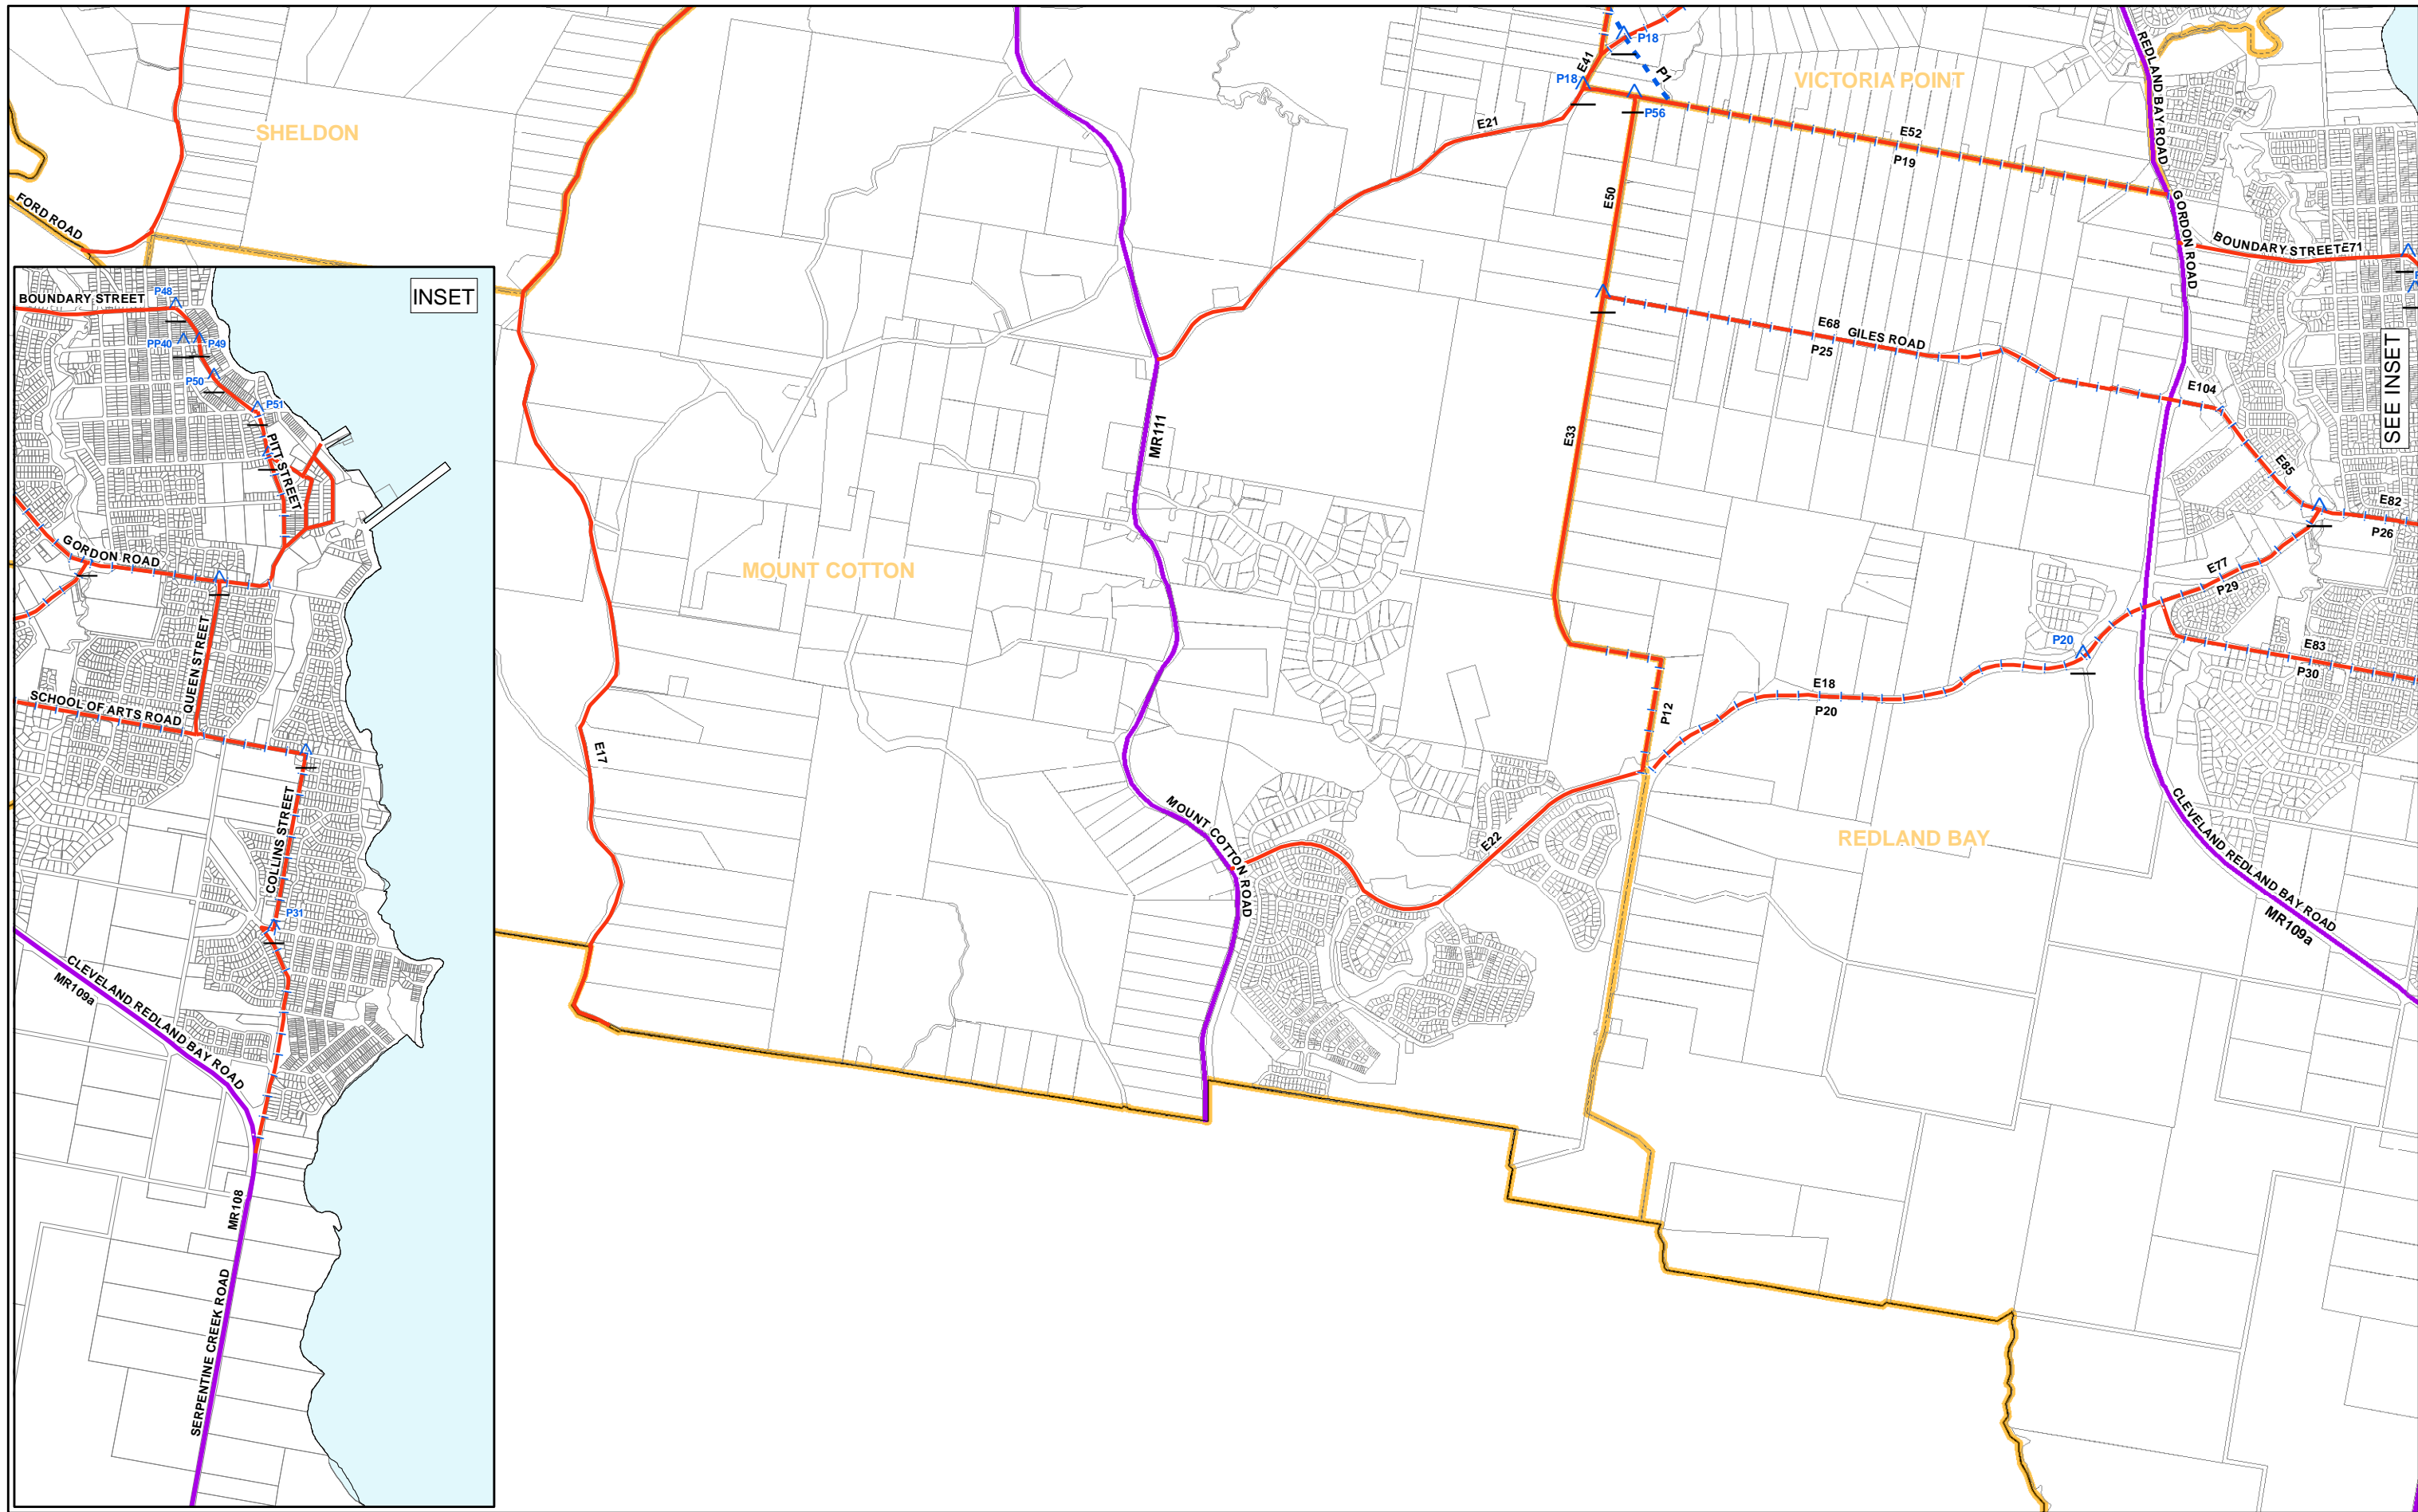 P18
REDLAND BAY ROAD
E41
P1
P18
VICTORIA POINT
P56
E21
E52
P19
SHELDON
E50
FORD ROAD
GORDON ROAD
BOUNDARY STREET
E71
INSET
BOUNDARY STREET
P48
PP40
P49
P50
P51
PITT STREET
GORDON ROAD
QUEEN STREET
SCHOOL OF ARTS ROAD
COLLINS STREET
P31
CLEVELAND REDLAND BAY ROAD
MR109a
MR108
SERPENTINE CREEK ROAD
E68
GILES ROAD
P25
SEE INSET
E104
E33
MR111
E85
E82
P26
MOUNT COTTON
E77
P29
P20
E83
P30
E18
P20
P12
E17
MOUNT COTTON ROAD
E22
REDLAND BAY
CLEVELAND REDLAND BAY ROAD
MR109a